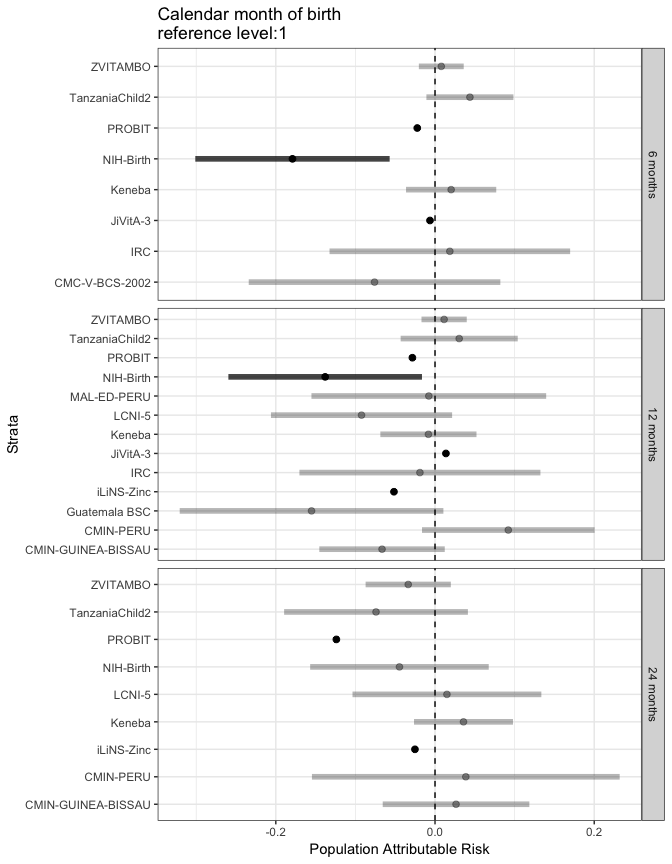 Calendar month of birth
reference level:1
ZVITAMBO
TanzaniaChild2
PROBIT
NIH-Birth
Keneba
JiVitA-3
IRC
CMC-V-BCS-2002
6 months
ZVITAMBO
TanzaniaChild2
PROBIT
NIH-Birth
MAL-ED-PERU
LCNI-5
Keneba
JiVitA-3
IRC
iLiNS-Zinc
Guatemala BSC
CMIN-PERU
CMIN-GUINEA-BISSAU
12 months
ZVITAMBO
TanzaniaChild2
PROBIT
NIH-Birth
LCNI-5
Keneba
iLiNS-Zinc
CMIN-PERU
CMIN-GUINEA-BISSAU
24 months
Strata
-0.2 0.0 0.2
Population Attributable Risk